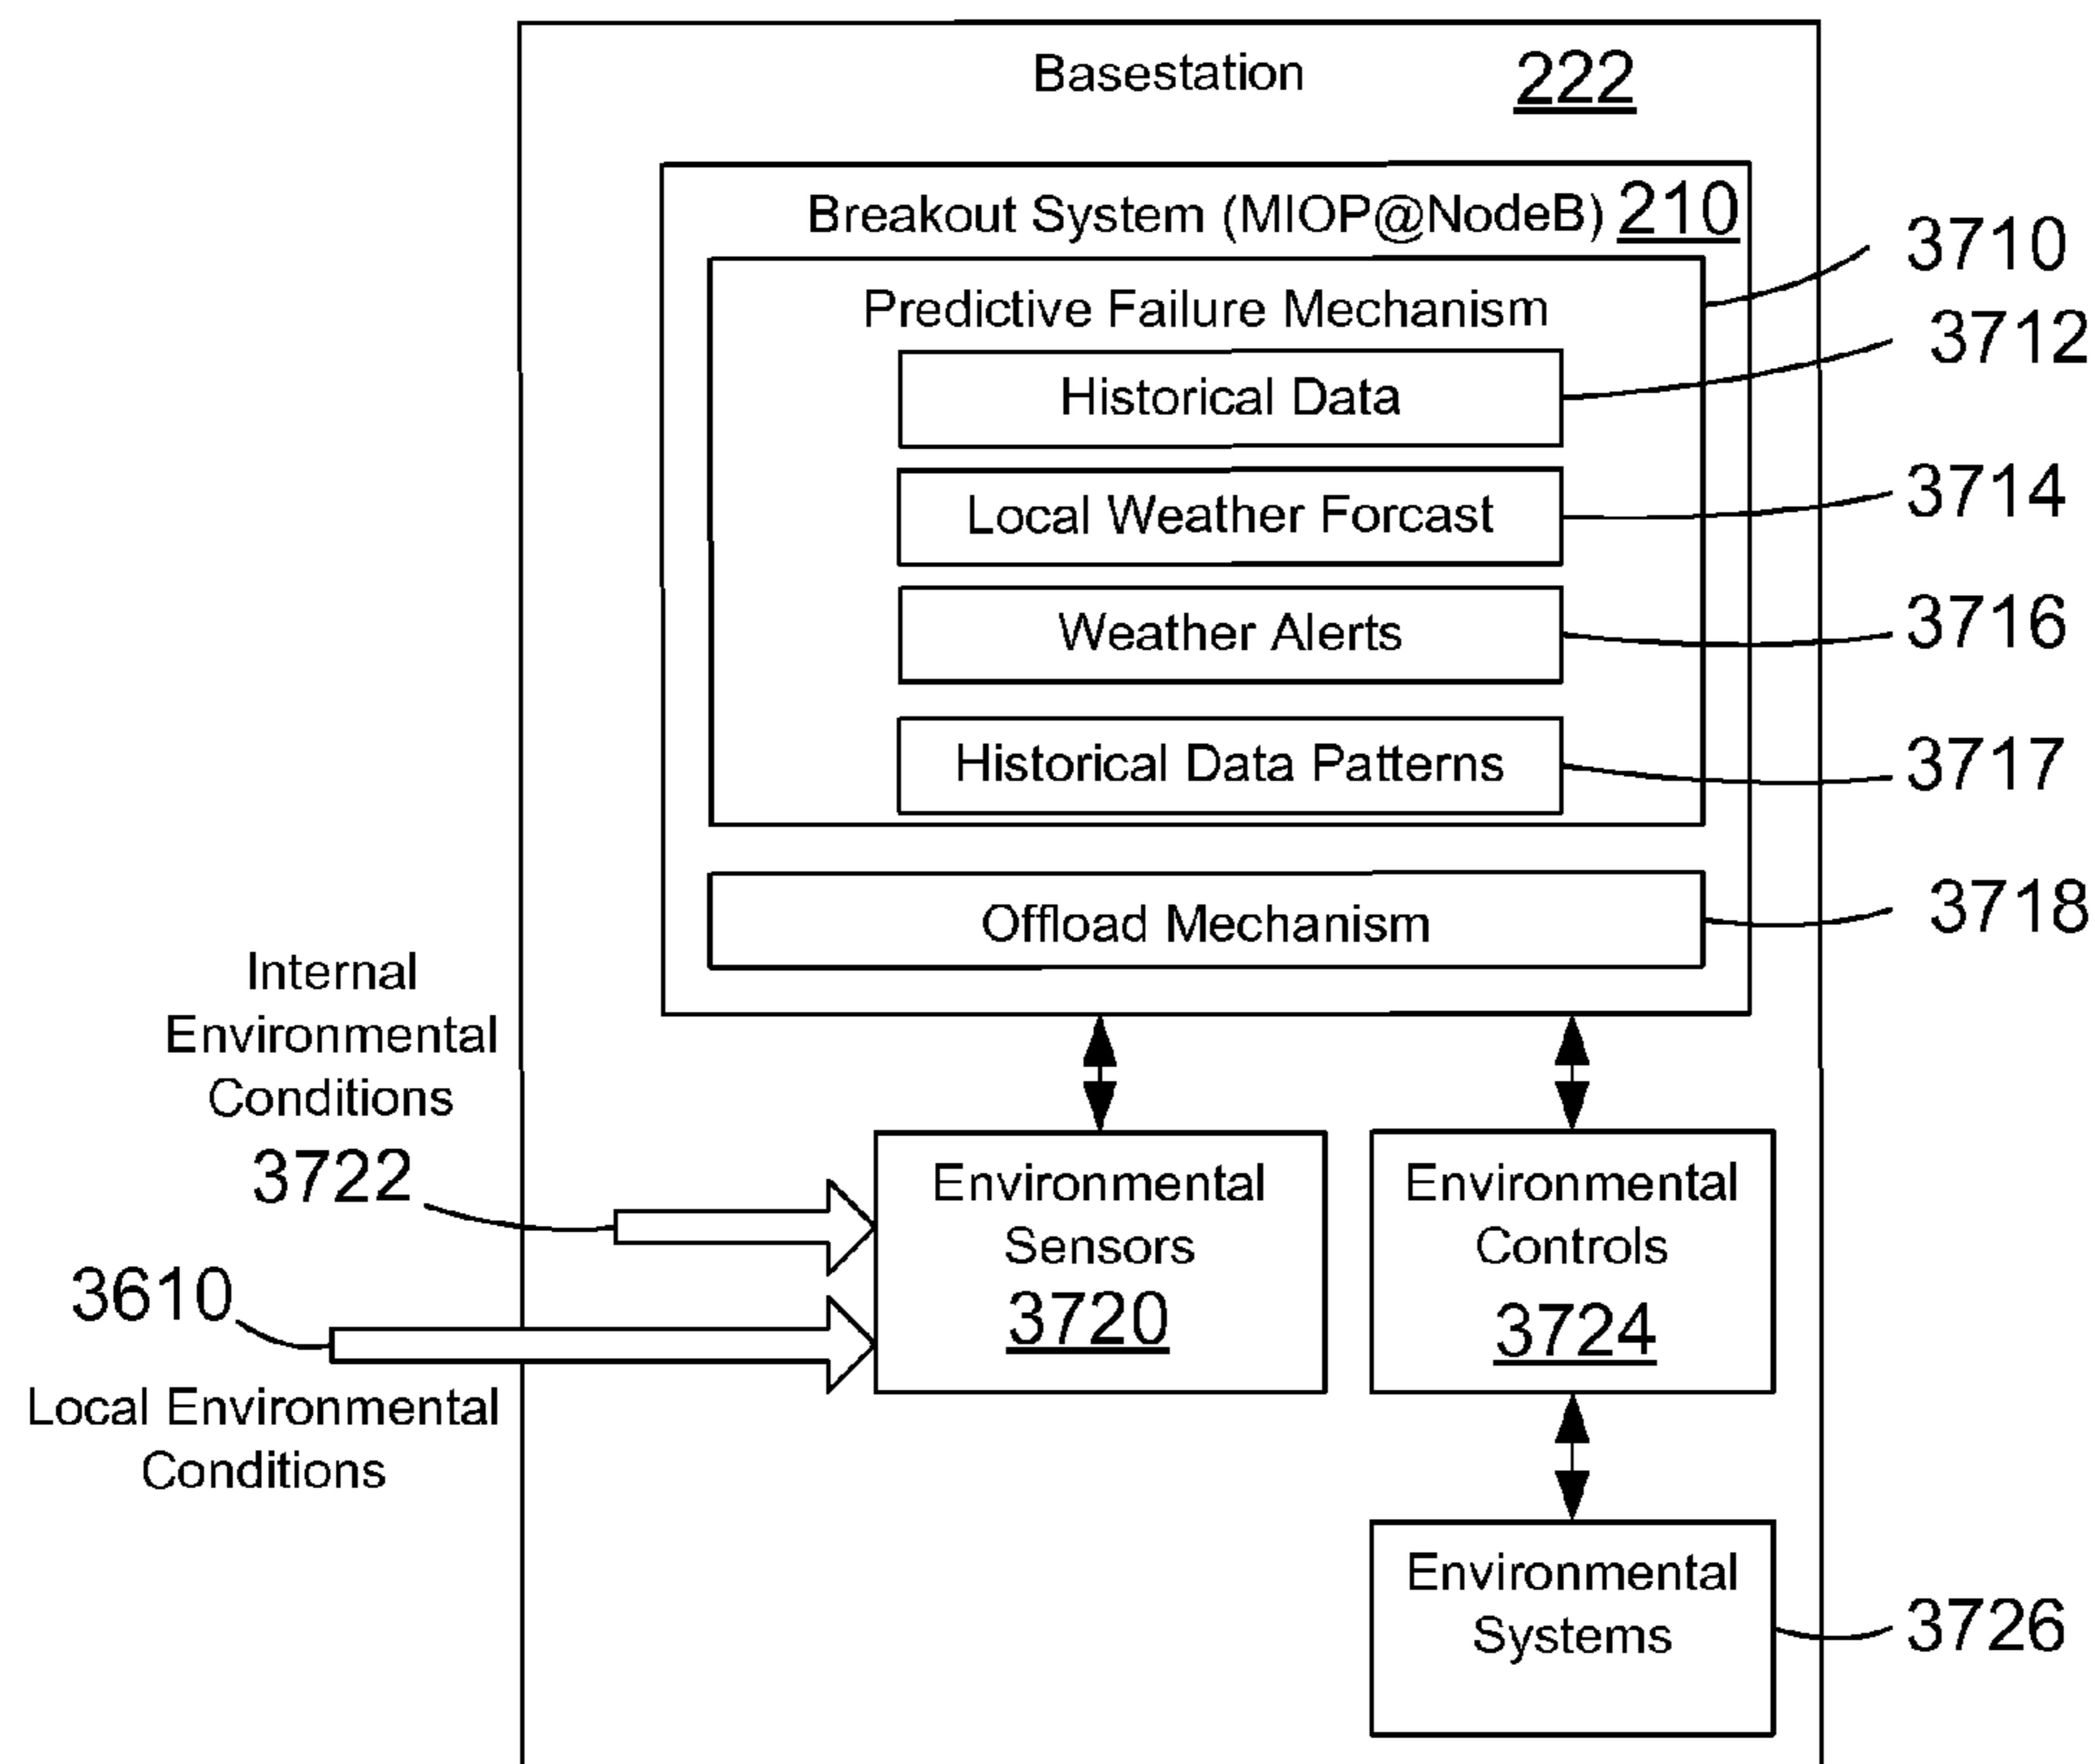 Basestation 222
Breakout System (MIOP@NodeB) 210
3710
Predictive Failure Mechanism
3712
Historical Data
3714
Local Weather Forcast
3716
Weather Alerts
3717
Historical Data Patterns
3718
Offload Mechanism
Internal
Environmental
Conditions
3722
3610
Local Environmental
Conditions
Environmental
Sensors
3720
Environmental
Controls
3724
Environmental
Systems
3726